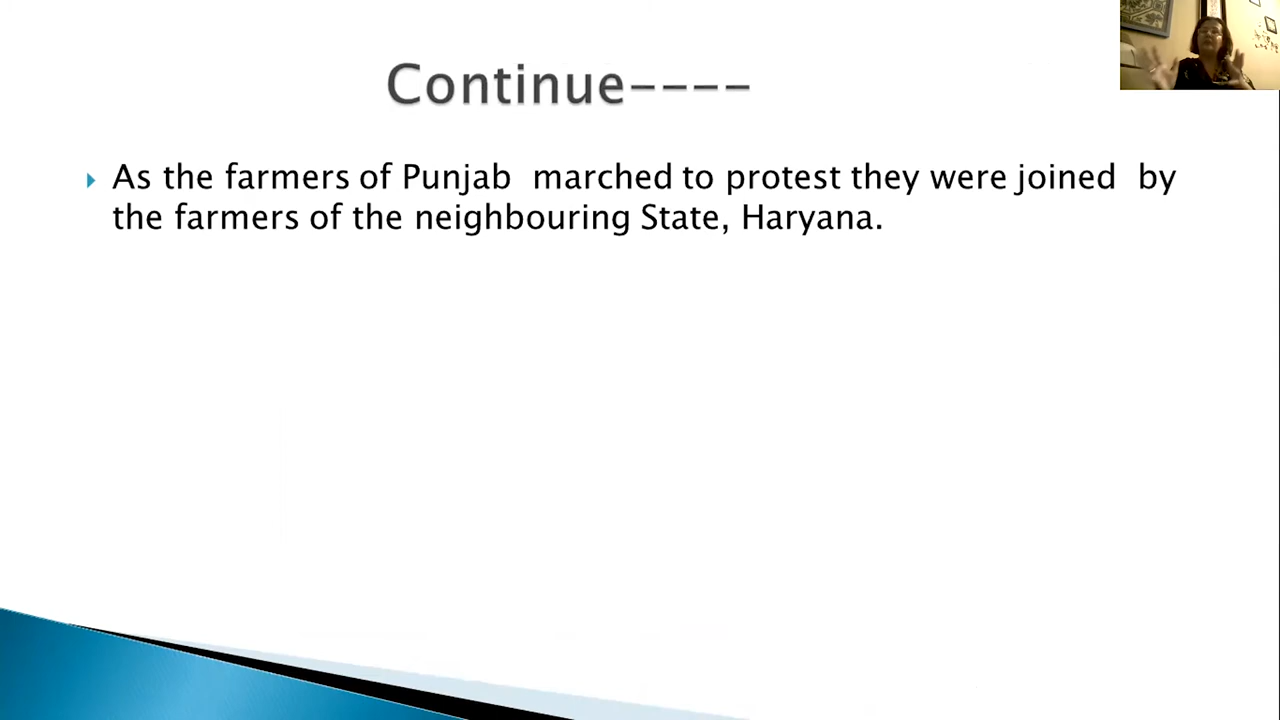 Continue----
As the farmers of Punjab  marched to protest they were joined  by
the farmers of the neighbouring State, Haryana.